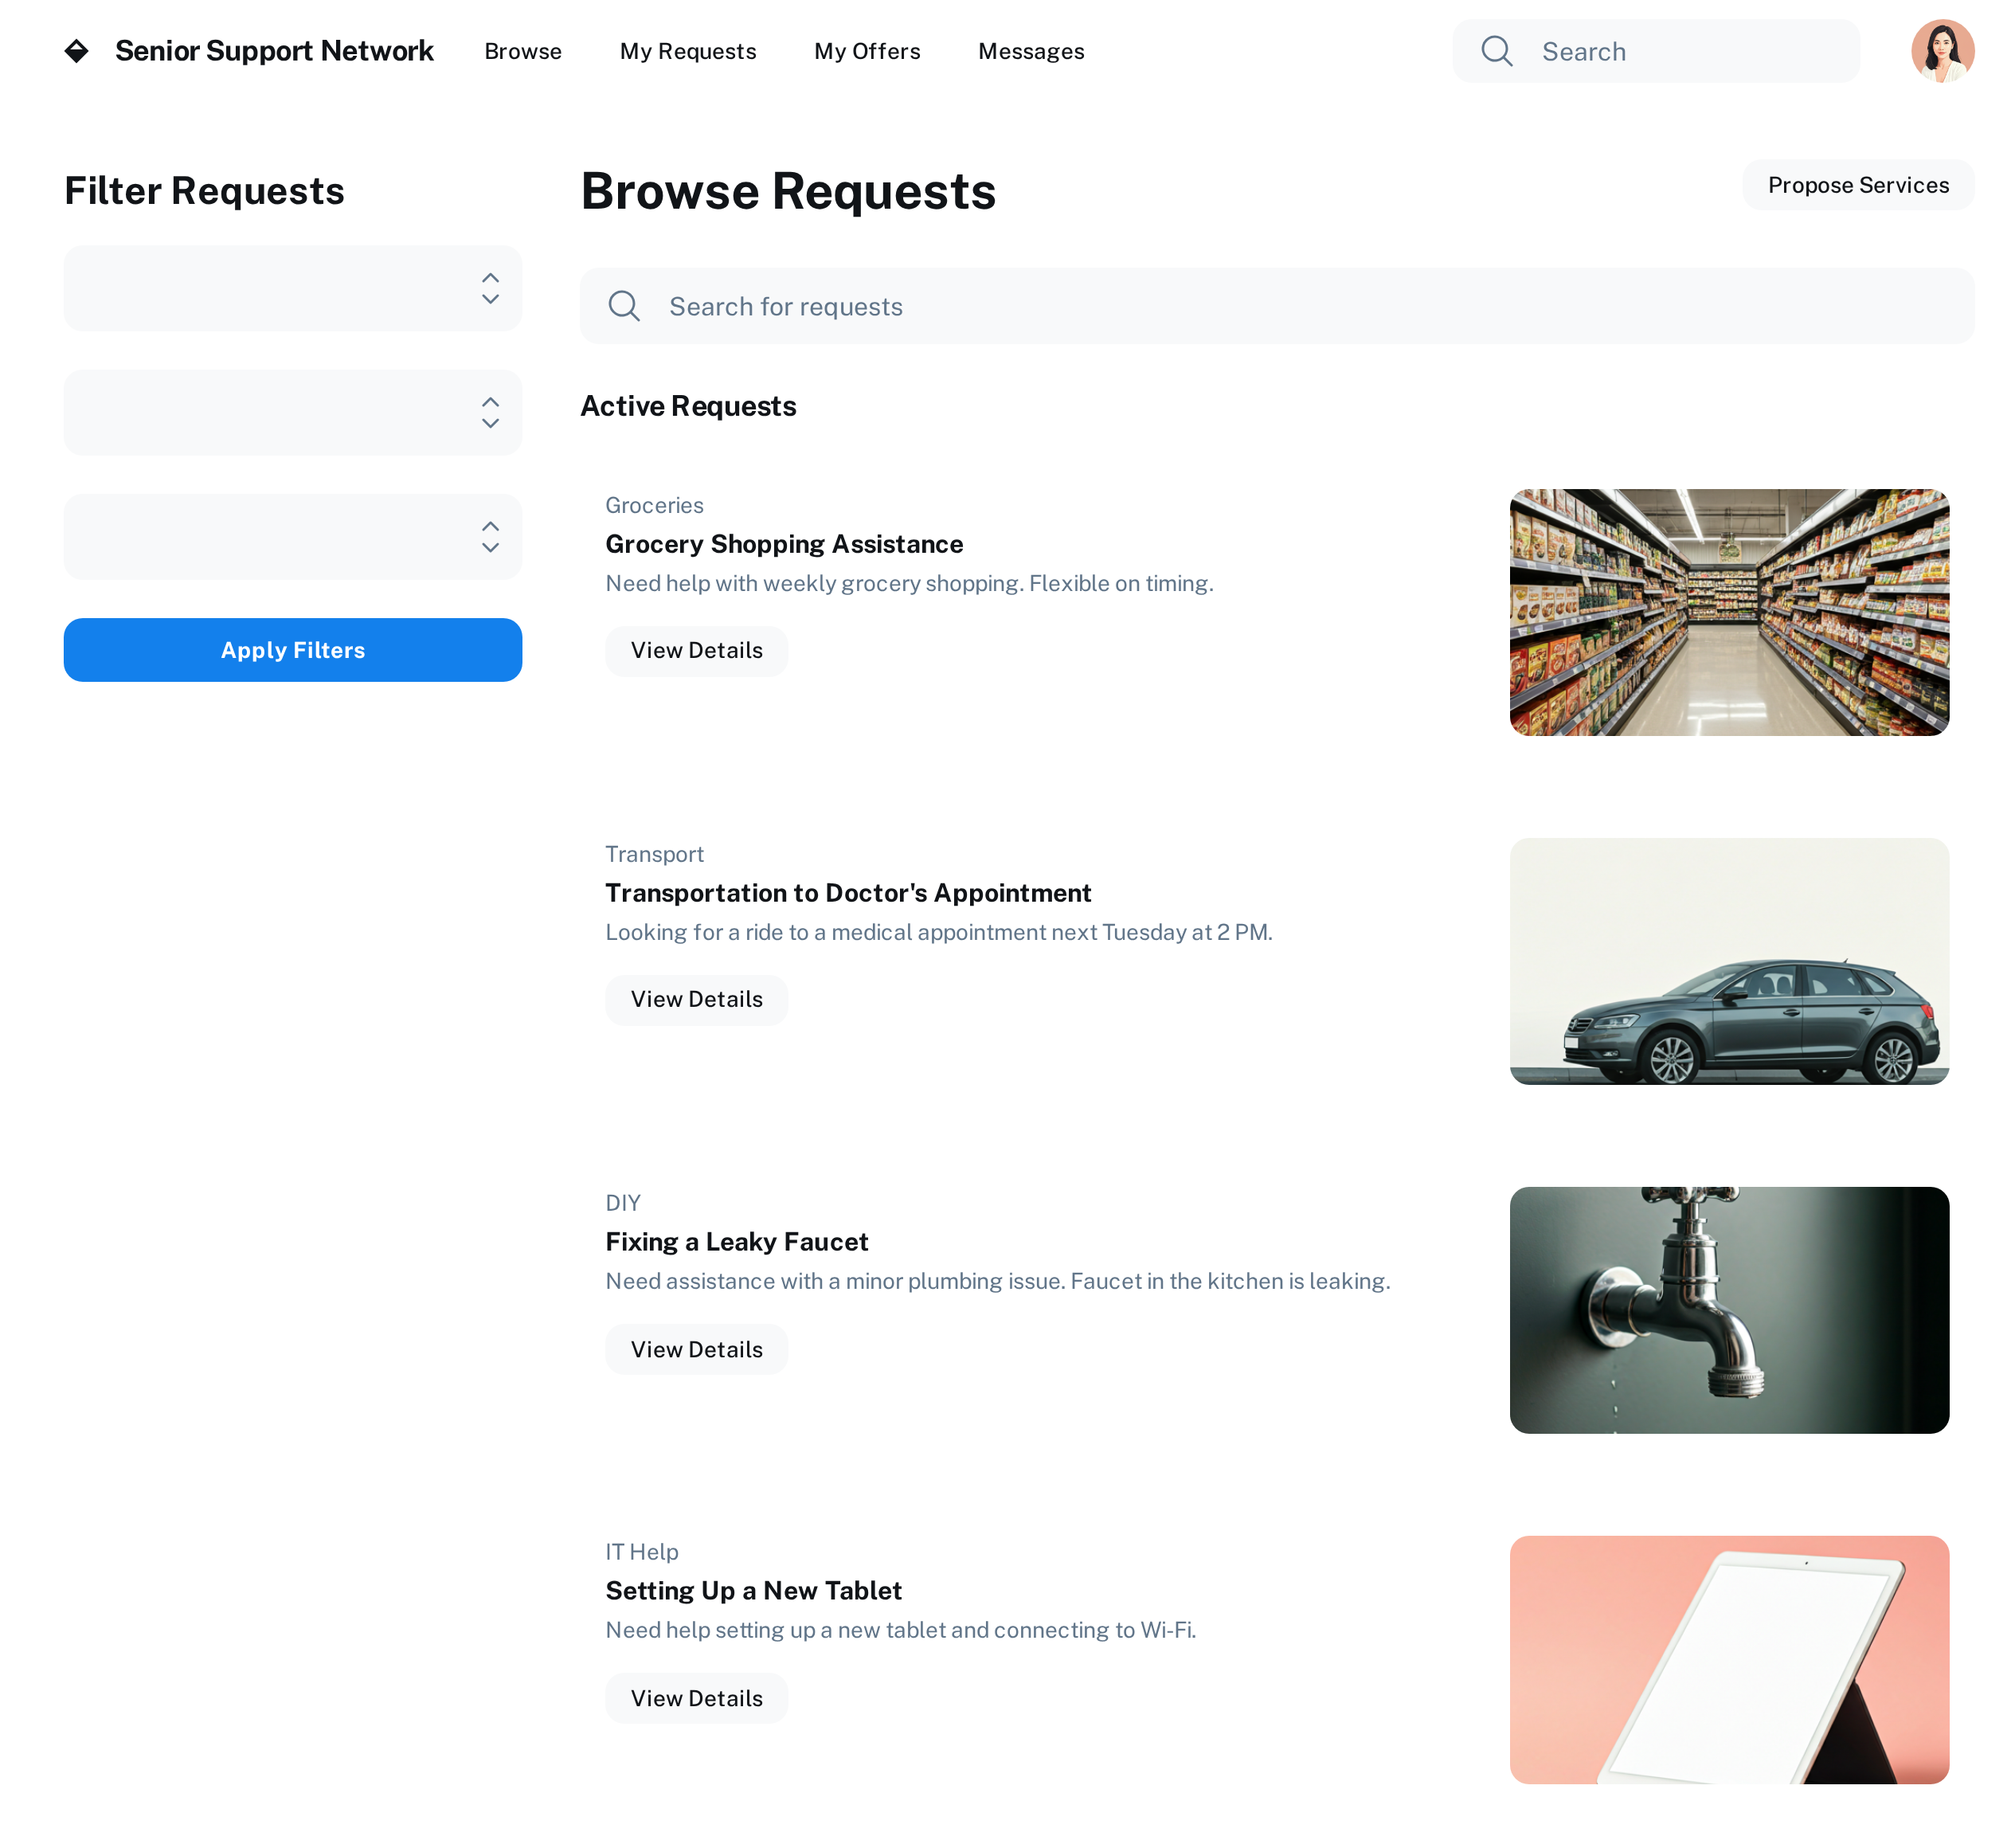 Senior Support Network
Browse
My Requests
My Offers
Messages
Search
Filter Requests
Apply Filters
Browse Requests
Propose Services
Search for requests
Active Requests
Groceries
Grocery Shopping Assistance
Need help with weekly grocery shopping. Flexible on timing.
View Details
Transport
Transportation to Doctor's Appointment
Looking for a ride to a medical appointment next Tuesday at 2 PM.
View Details
DIY
Fixing a Leaky Faucet
Need assistance with a minor plumbing issue. Faucet in the kitchen is leaking.
View Details
IT Help
Setting Up a New Tablet
Need help setting up a new tablet and connecting to Wi-Fi.
View Details